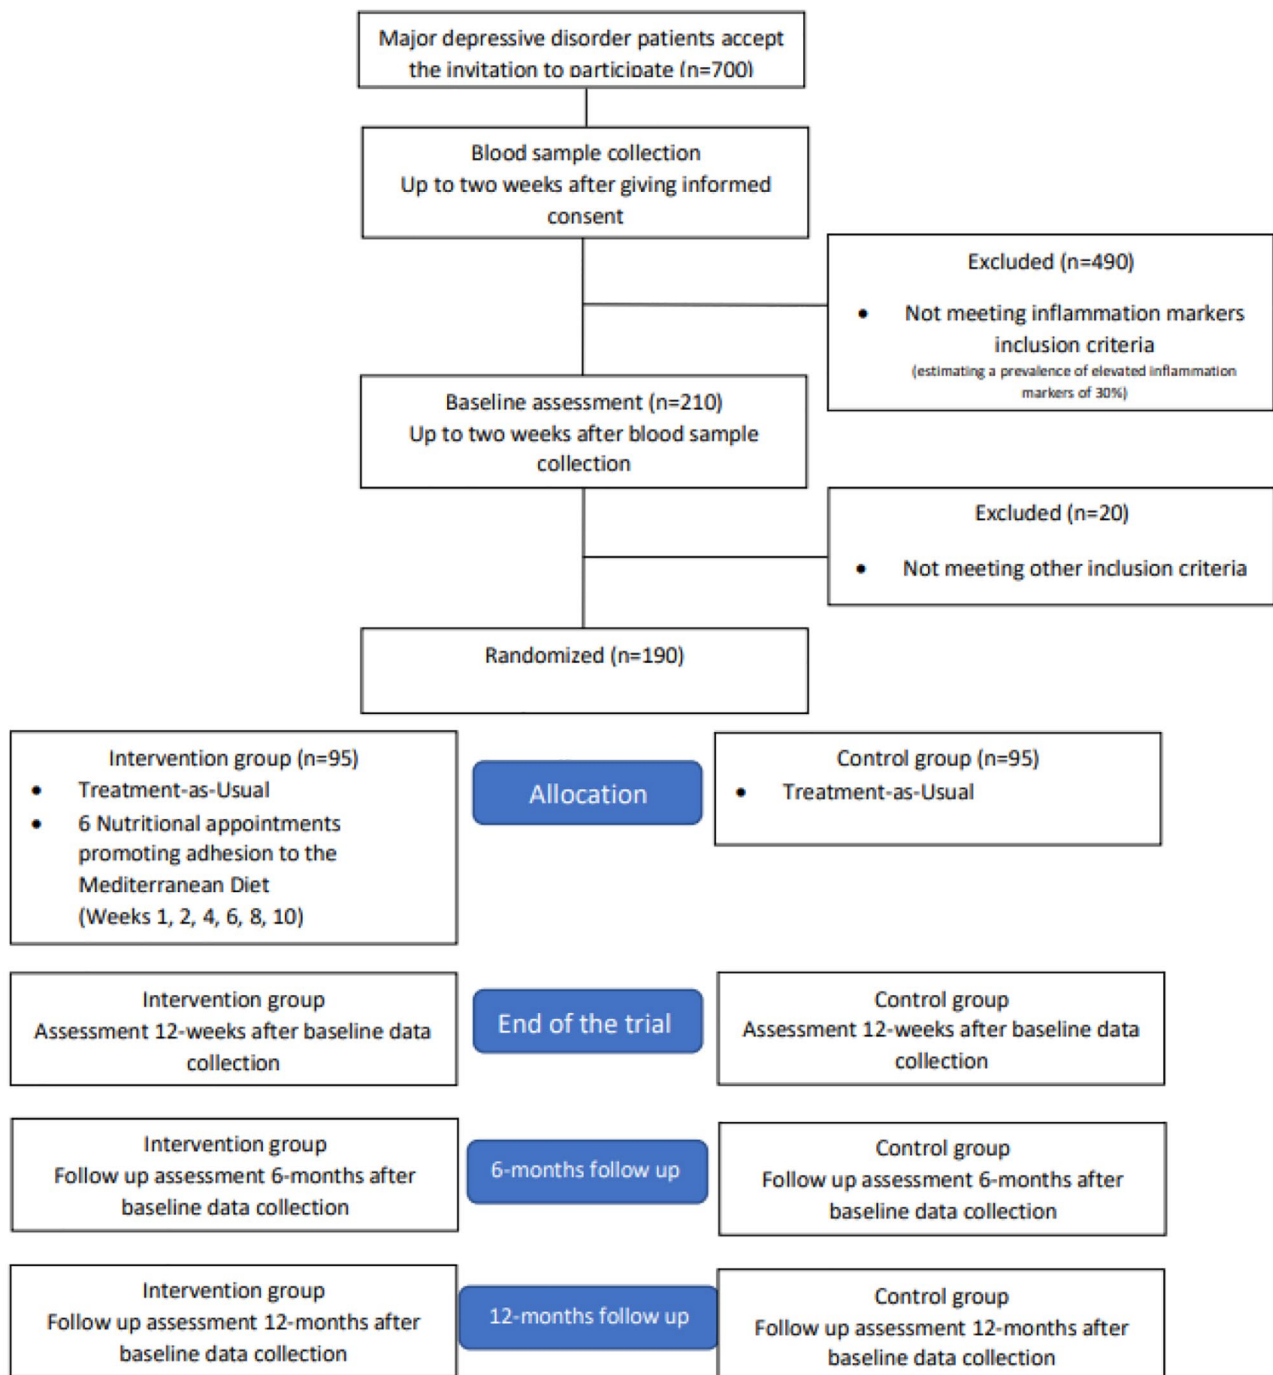 Major depressive disorder patients accept
the invitation to participate (n=700)
Blood sample collection
Up to two weeks after giving informed
consent
Excluded (n=490)
• Not meeting inflammation markers
inclusion criteria
(estimating a prevalence of elevated inflammation
markers of 30%)
Baseline assessment (n=210)
Up to two weeks after blood sample
collection
Excluded (n=20)
• Not meeting other inclusion criteria
Randomized (n=190)
Intervention group (n=95)
• Treatment-as-Usual
• 6 Nutritional appointments
promoting adhesion to the
Mediterranean Diet
(Weeks 1, 2, 4, 6, 8, 10)
Allocation
Control group (n=95)
• Treatment-as-Usual
Intervention group
Assessment 12-weeks after baseline data
collection
End of the trial
Control group
Assessment 12-weeks after baseline data
collection
Intervention group
Follow up assessment 6-months after
baseline data collection
6-months follow up
Control group
Follow up assessment 6-months after
baseline data collection
Intervention group
Follow up assessment 12-months after
baseline data collection
12-months follow up
Control group
Follow up assessment 12-months after
baseline data collection